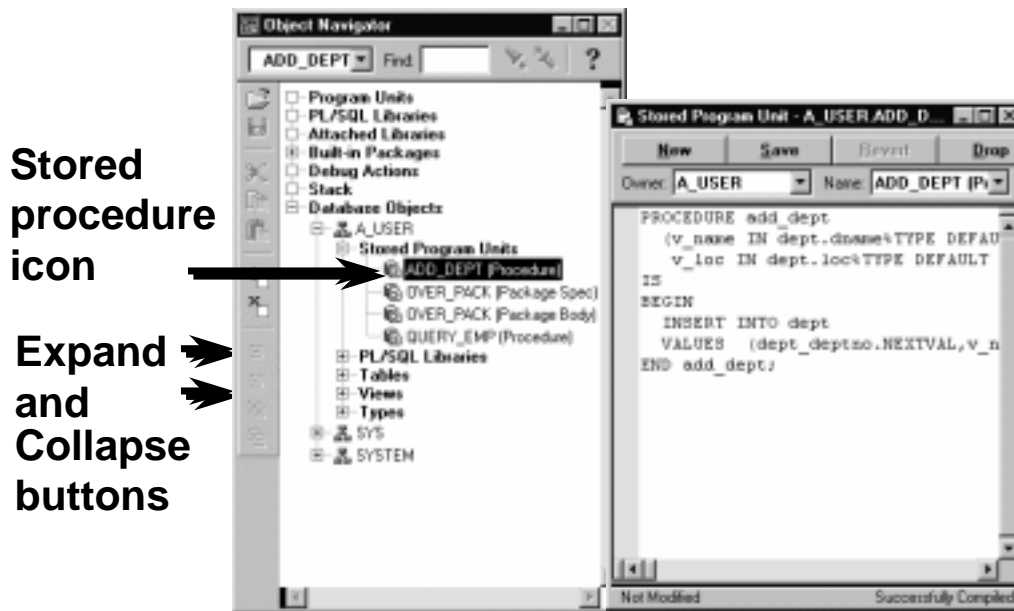 Stored
procedure
icon
Expand
and
Collapse
buttons
Object Navigator
ADD_DEPT Find: ?
Program Units
PL/SQL Libraries
Attached Libraries
Built-in Packages
Debug Actions
Stack
Database Objects
A_USER
Stored Program Units
ADD_DEPT (Procedure)
OVER_PACK (Package Spec)
OVER_PACK (Package Body)
QUERY_EMP (Procedure)
PL/SQL Libraries
Tables
Views
Types
SYS
SYSTEM
Stored Program Unit - A_USER.ADD_D...
New Save Revert Drop
Owner: A_USER Name: ADD_DEPT (P
PROCEDURE add_dept
(v_name IN dept.dname%TYPE DEFAU
v_loc IN dept.loc%TYPE DEFAULT
IS
BEGIN
INSERT INTO dept
VALUES (dept_deptno.NEXTVAL,v_n
END add_dept;
Not Modified Successfully Compiled